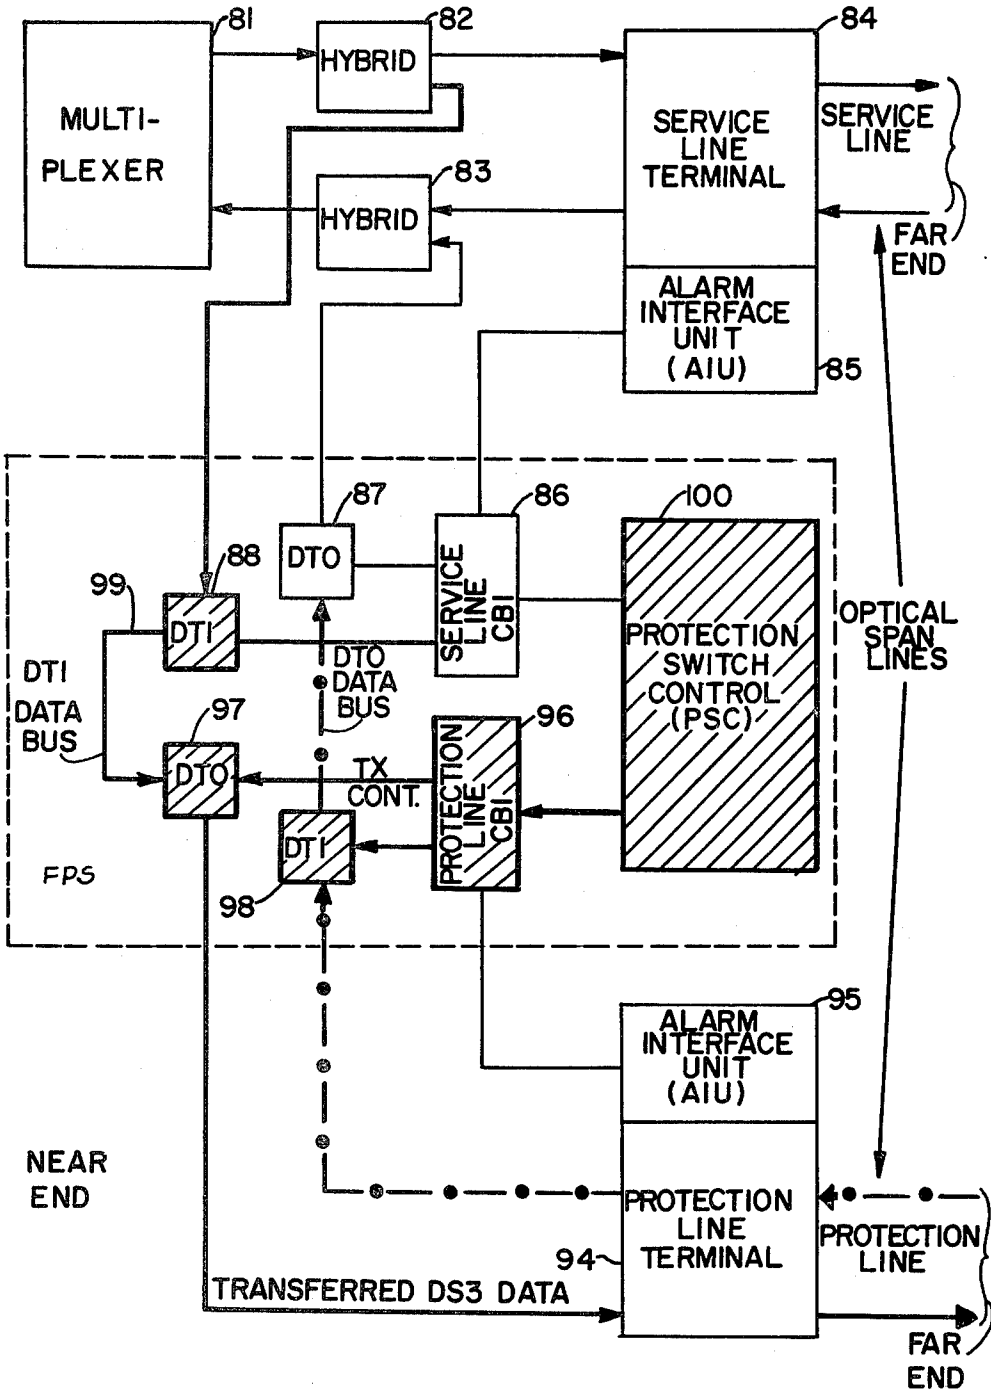 81
82
84
HYBRID
MULTI-
PLEXER
SERVICE
LINE
TERMINAL
SERVICE
LINE
83
HYBRID
FAR
END
ALARM
INTERFACE
UNIT
(AIU)
85
87
86
100
DTO
SERVICE
LINE
CBI
88
99
DTI
OPTICAL
SPAN
LINES
PROTECTION
SWITCH
CONTROL
(PSC)
DTI
DATA
BUS
DTO
DATA
BUS
97
96
DTO
TX
CONT.
PROTECTION
LINE
CBI
DTI
FPS
98
95
ALARM
INTERFACE
UNIT
(AIU)
NEAR
END
PROTECTION
LINE
TERMINAL
94
PROTECTION
LINE
TRANSFERRED DS3 DATA
FAR
END